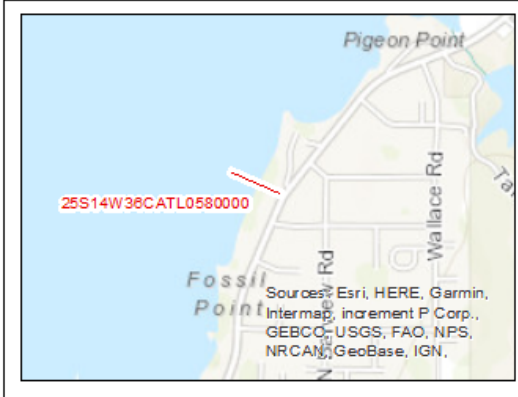 Pigeon Point
Wallace Rd
25S14W36CATL0580000
Fossil
Point
Sources: Esri, HERE, Garmin,
Intermap, increment P Corp.,
GEBCO, USGS, FAO, NPS,
NRCAN, GeoBase, IGN,